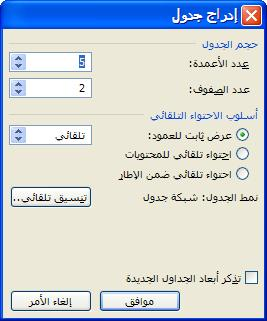 إدراج جدول
حجم الجدول
عدد الأعمدة: 5
عدد الصفوف: 2
أسلوب الاحتواء التلقائي
عرض ثابت للعمود: تلقائي
احتواء تلقائي للمحتويات
احتواء تلقائي ضمن الإطار
نمط الجدول: شبكة جدول تنسيق تلقائي..
تذكر أبعاد الجداول الجديدة
موافق إلغاء الأمر